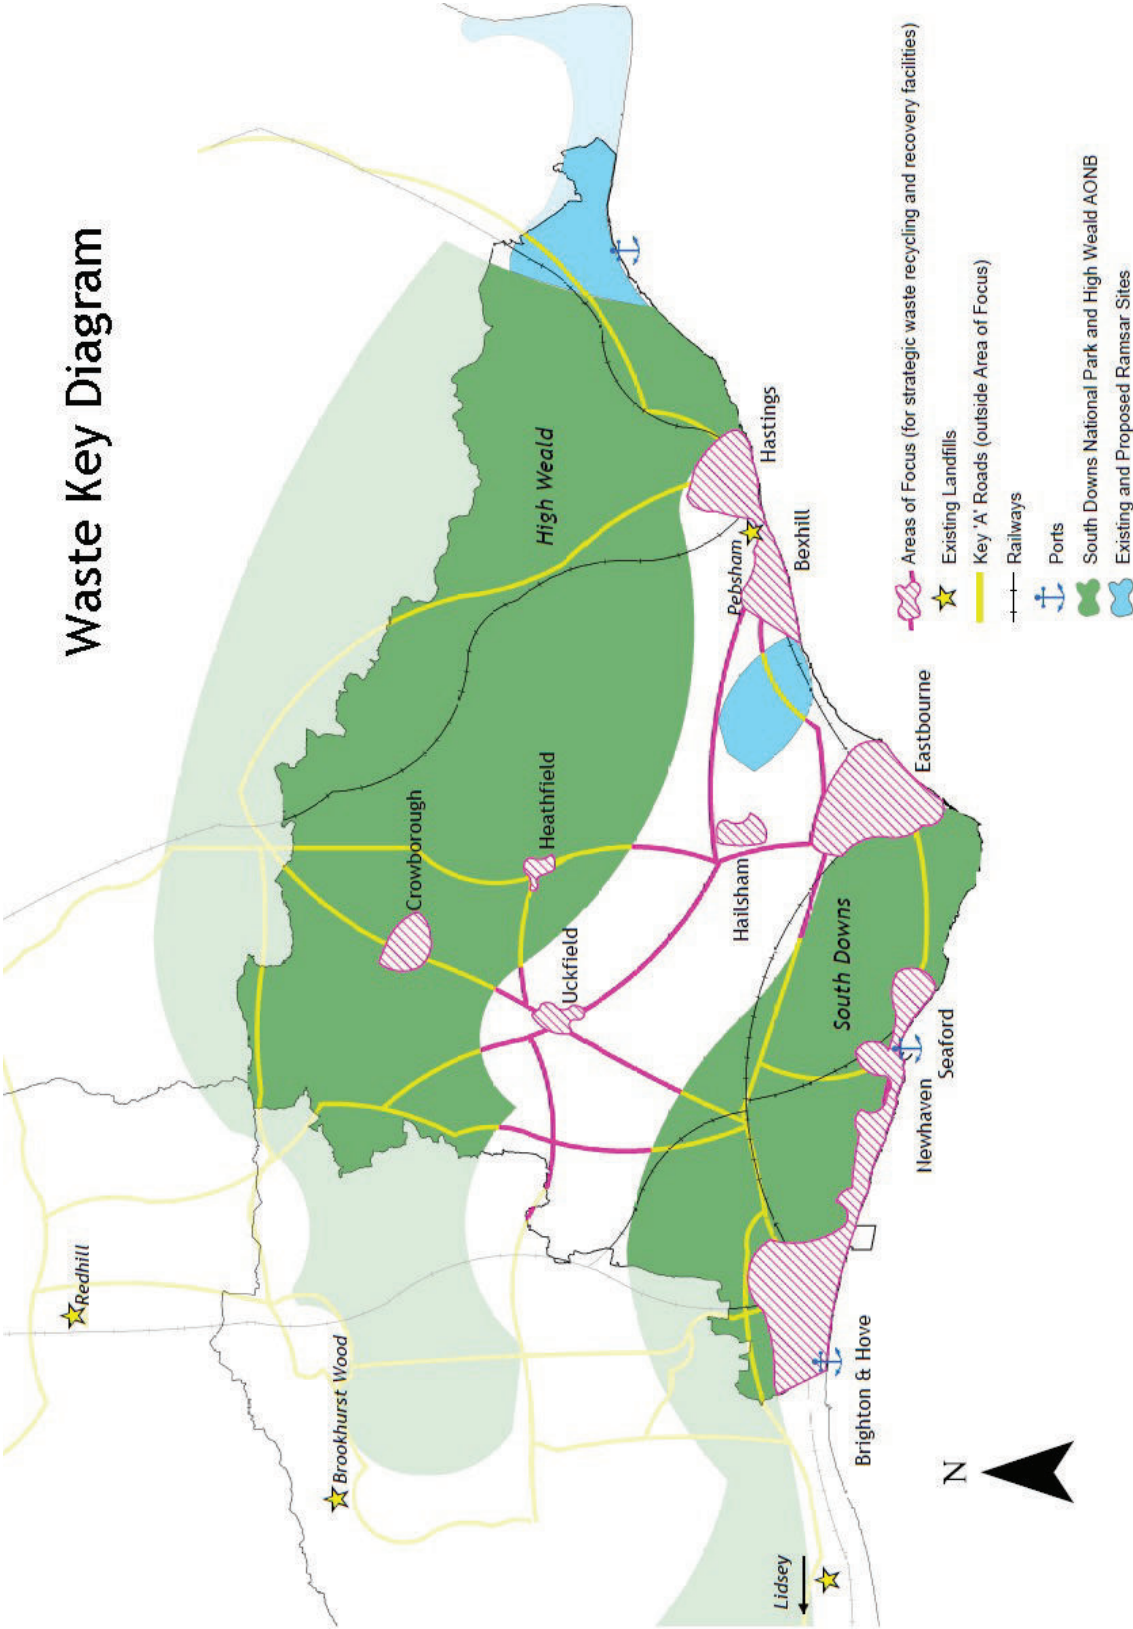 Waste Key Diagram
Redhill
Brookhurst Wood
Lidsey
Crowborough
Heathfield
Uckfield
High Weald
Hailsham
South Downs
Pebsham
Hastings
Bexhill
Eastbourne
Seaford
Newhaven
Brighton & Hove
N
Areas of Focus (for strategic waste recycling and recovery facilities)
Existing Landfills
Key 'A' Roads (outside Area of Focus)
Railways
Ports
South Downs National Park and High Weald AONB
Existing and Proposed Ramsar Sites